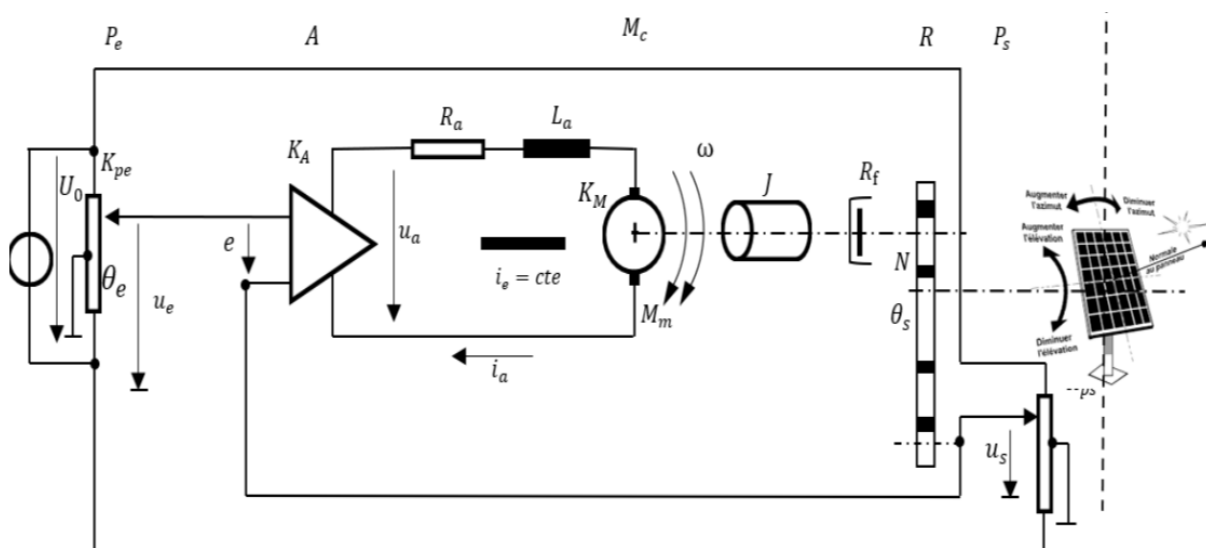 P_e
A
M_c
R
P_s
R_a
L_a
K_A
K_pe
U_0
K_M
ω
J
R_f
Augmenter
l'azimut
Diminuer
l'azimut
Augmenter
l'élévation
Normale
au panneau
e
u_a
i_e = cte
N
θ_e
u_e
M_m
θ_s
Diminuer
l'élévation
i_a
u_s